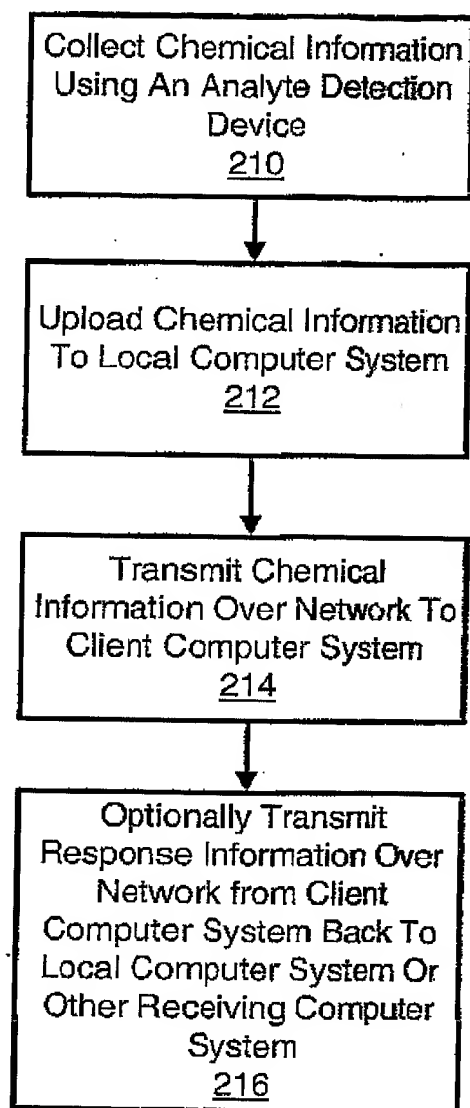 Collect Chemical Information
Using An Analyte Detection
Device
210
Upload Chemical Information
To Local Computer System
212
Transmit Chemical
Information Over Network To
Client Computer System
214
Optionally Transmit
Response Information Over
Network from Client
Computer System Back To
Local Computer System Or
Other Receiving Computer
System
216